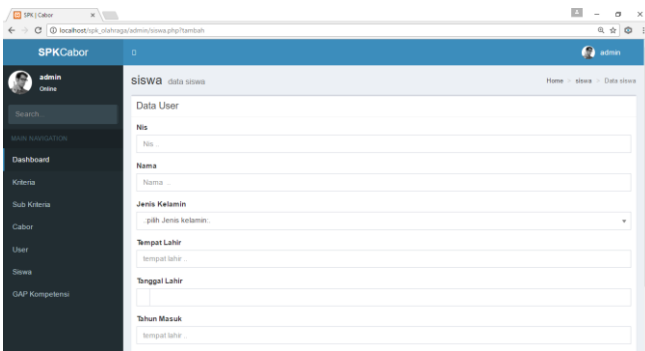 SPK | Cabor
localhost/spk_olahraga/admin/siswa.php?tambah
SPKCabor
admin
admin
Online
siswa data siswa
Home > siswa > Data siswa
Search...
Data User
MAIN NAVIGATION
Nis
Nis ..
Dashboard
Nama
Kriteria
Nama ..
Sub Kriteria
Jenis Kelamin
..pilih Jenis kelamin..
Cabor
Tempat Lahir
User
tempat lahir ..
Siswa
Tanggal Lahir
GAP Kompetensi
Tahun Masuk
tempat lahir ..